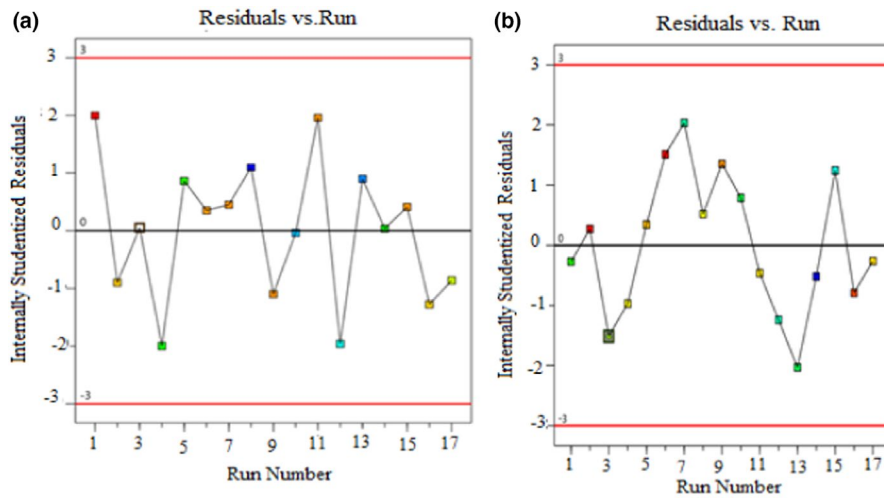 (a)
Residuals vs.Run
Internally Studentized Residuals
3
2
1
0
-1
-2
-3
3
0
-3
1 3 5 7 9 11 13 15 17
Run Number
(b)
Residuals vs. Run
Internally Studentized Residuals
3
2
1
0
-1
-2
-3
3
0
-3
1 3 5 7 9 11 13 15 17
Run Number